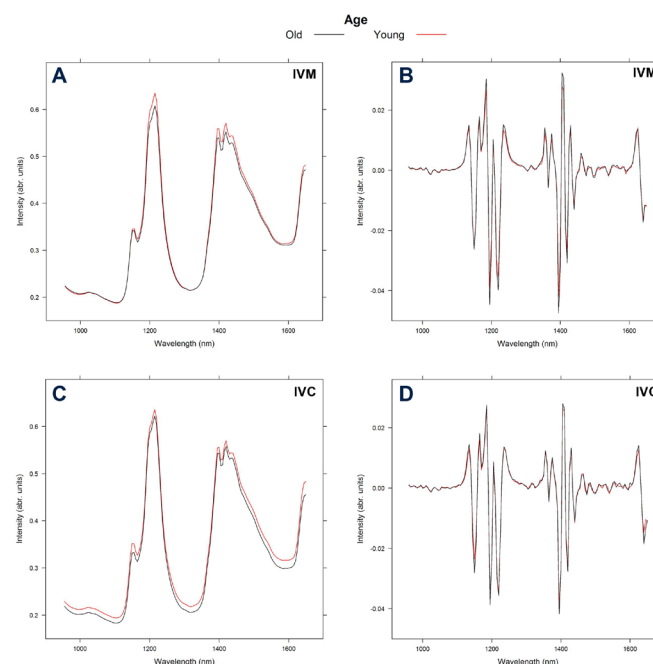 Age
Old Young
A IVM
Intensity (abr. units)
0.6
0.5
0.4
0.3
0.2
1000 1200 1400 1600
Wavelength (nm)
B IVM
Intensity (abr. units)
0.02
0.00
-0.02
-0.04
1000 1200 1400 1600
Wavelength (nm)
C IVC
Intensity (abr. units)
0.6
0.5
0.4
0.3
0.2
1000 1200 1400 1600
Wavelength (nm)
D IVC
Intensity (abr. units)
0.02
0.00
-0.02
-0.04
1000 1200 1400 1600
Wavelength (nm)